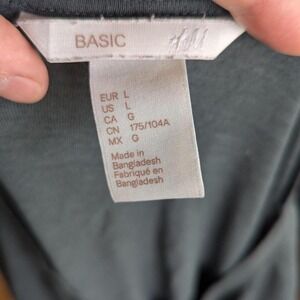 BASIC H&M
EUR L
US L
CA G
CN 175/104A
MX G
Made in
Bangladesh
Fabriqué en
Bangladesh